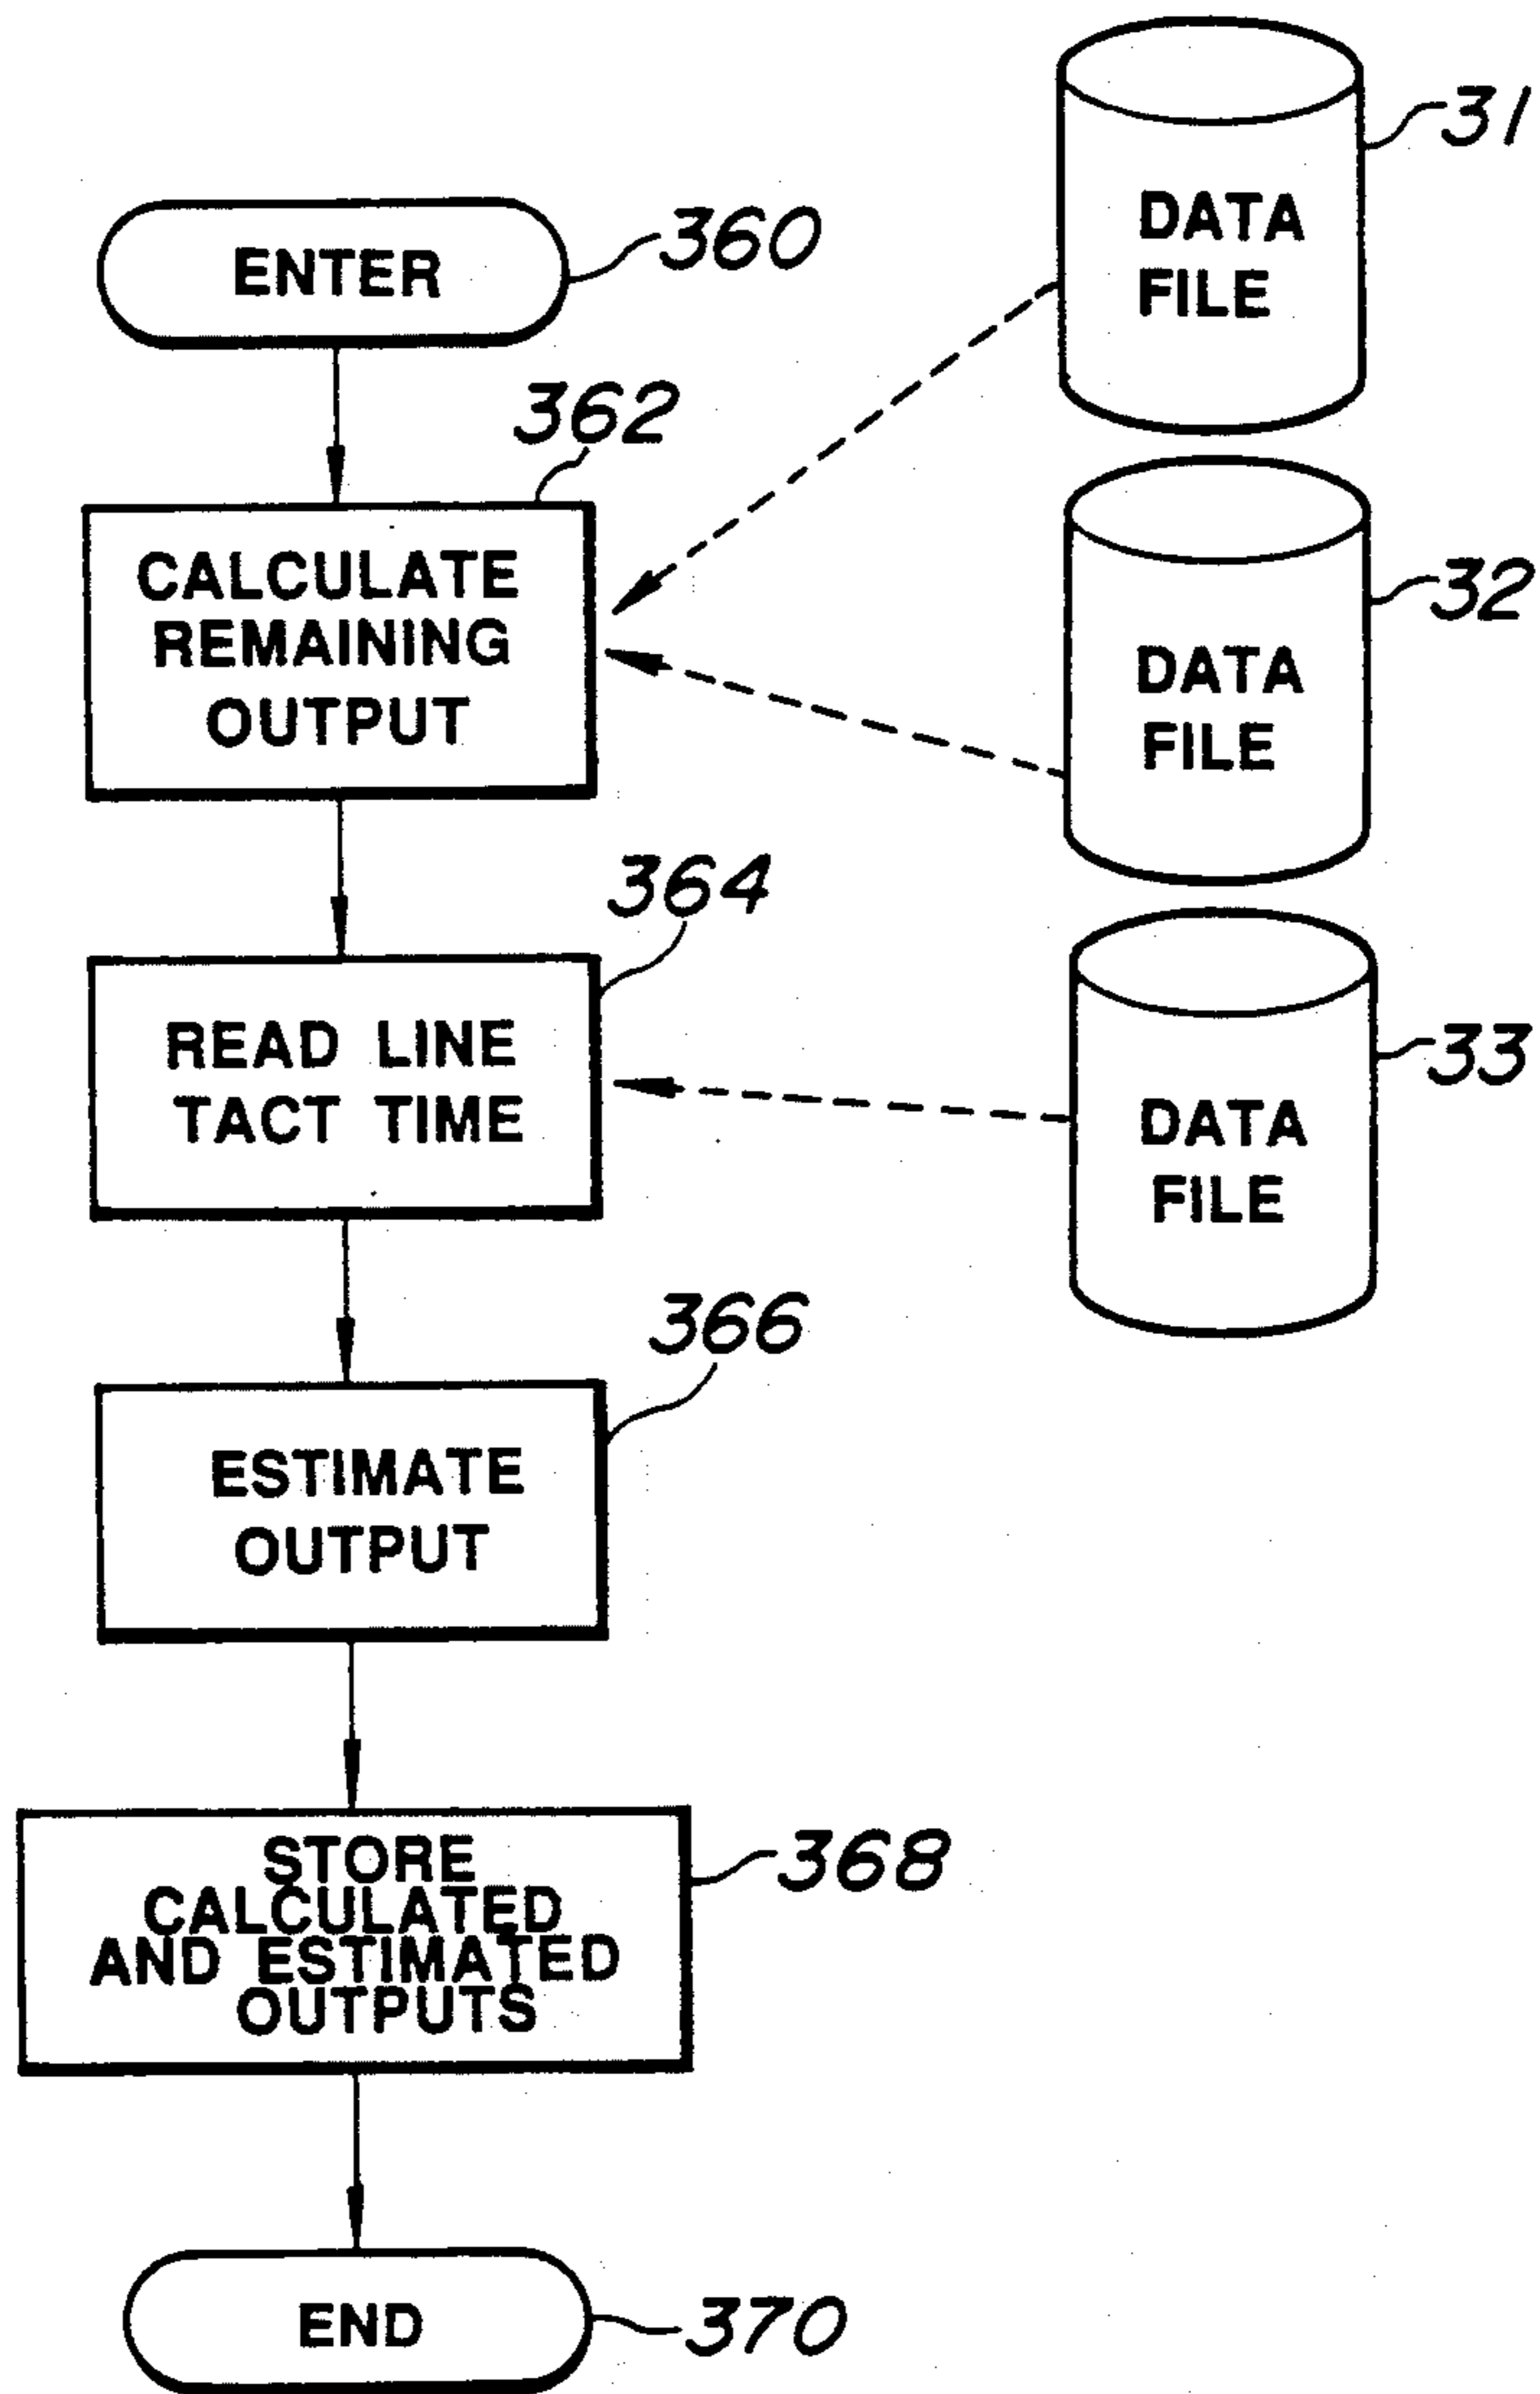 31
DATA
FILE
ENTER
360
362
CALCULATE
REMAINING
OUTPUT
32
DATA
FILE
364
READ LINE
TACT TIME
33
DATA
FILE
366
ESTIMATE
OUTPUT
STORE
CALCULATED
AND ESTIMATED
OUTPUTS
368
END
370